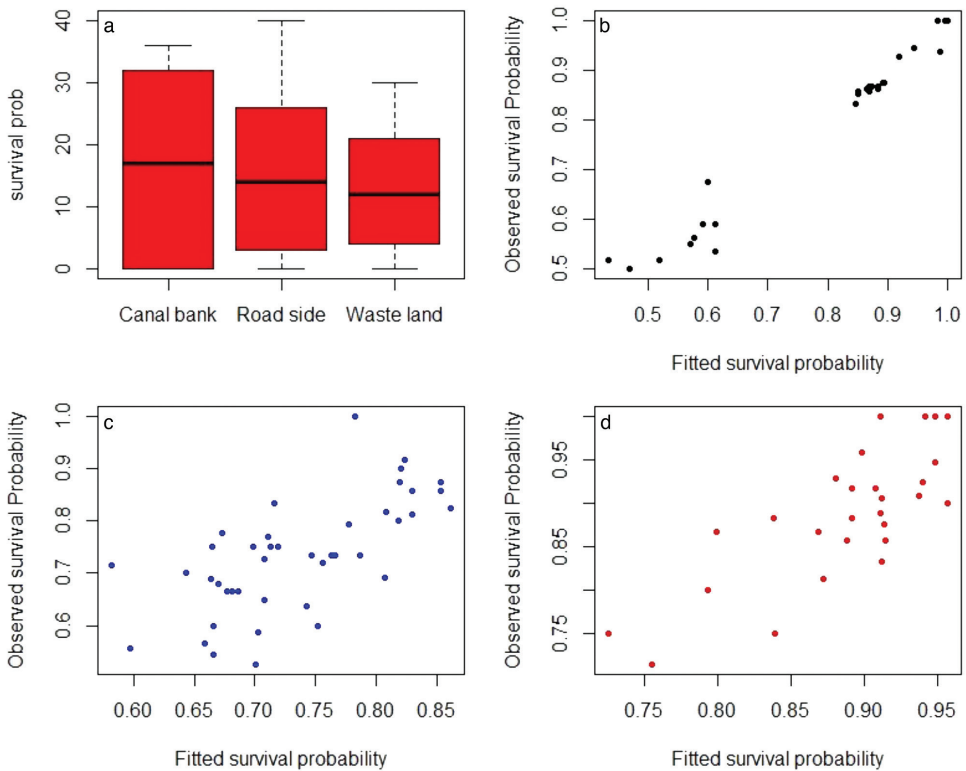 a
survival prob
0 10 20 30 40
Canal bank Road side Waste land
b
Observed survival Probability
0.5 0.6 0.7 0.8 0.9 1.0
0.5 0.6 0.7 0.8 0.9 1.0
Fitted survival probability
c
Observed survival Probability
0.6 0.7 0.8 0.9 1.0
0.60 0.65 0.70 0.75 0.80 0.85
Fitted survival probability
d
Observed survival Probability
0.75 0.85 0.95
0.75 0.80 0.85 0.90 0.95
Fitted survival probability